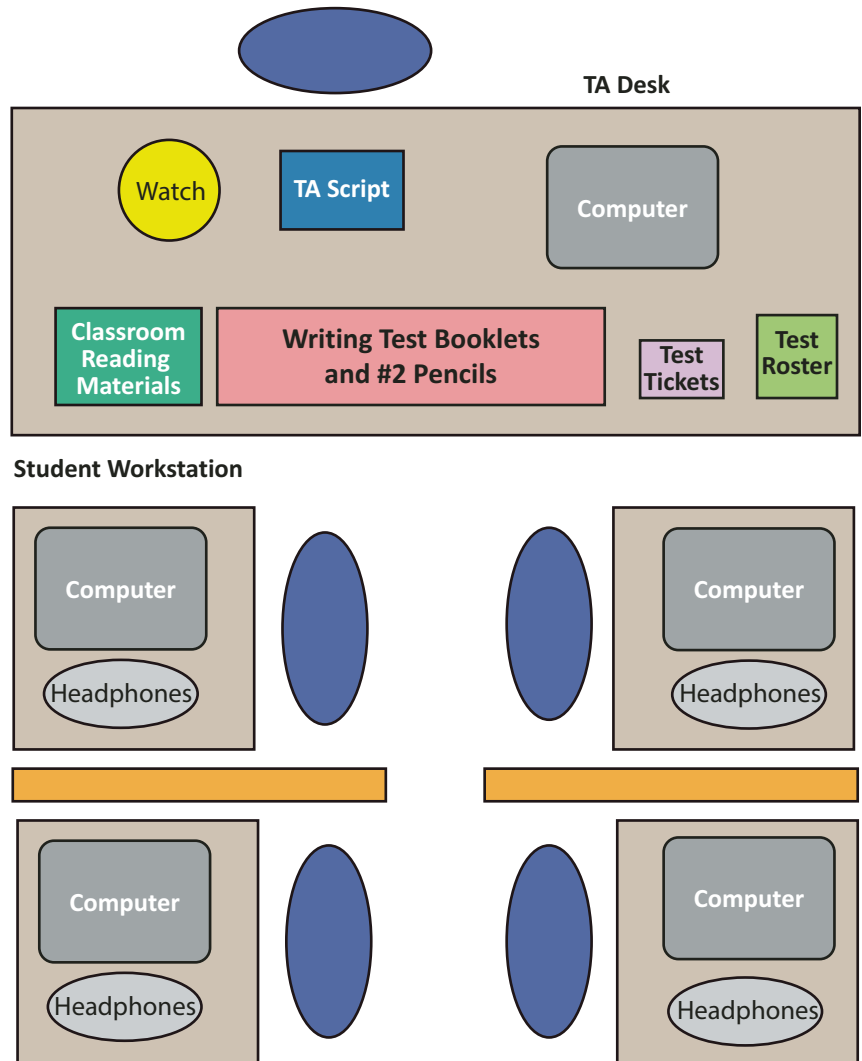 TA Desk
Watch
TA Script
Computer
Classroom
Reading
Materials
Writing Test Booklets
and #2 Pencils
Test
Tickets
Test
Roster
Student Workstation
Computer
Headphones
Computer
Headphones
Computer
Headphones
Computer
Headphones